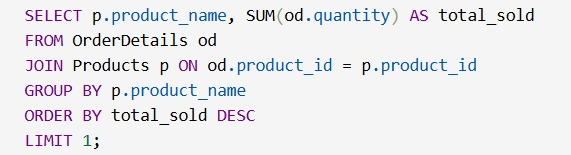 SELECT p.product_name, SUM(od.quantity) AS total_sold
FROM OrderDetails od
JOIN Products p ON od.product_id = p.product_id
GROUP BY p.product_name
ORDER BY total_sold DESC
LIMIT 1;